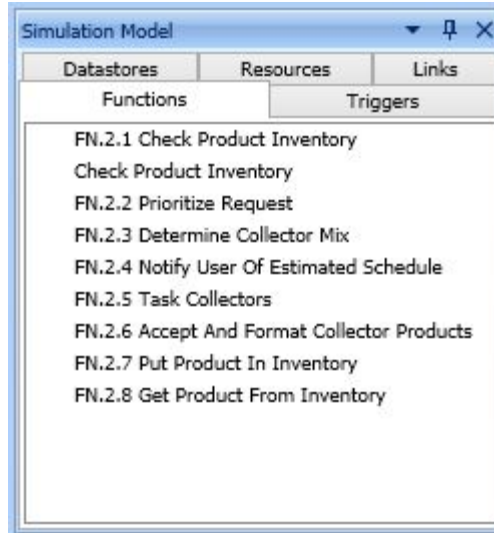 Simulation Model
Datastores Resources Links
Functions Triggers
FN.2.1 Check Product Inventory
Check Product Inventory
FN.2.2 Prioritize Request
FN.2.3 Determine Collector Mix
FN.2.4 Notify User Of Estimated Schedule
FN.2.5 Task Collectors
FN.2.6 Accept And Format Collector Products
FN.2.7 Put Product In Inventory
FN.2.8 Get Product From Inventory